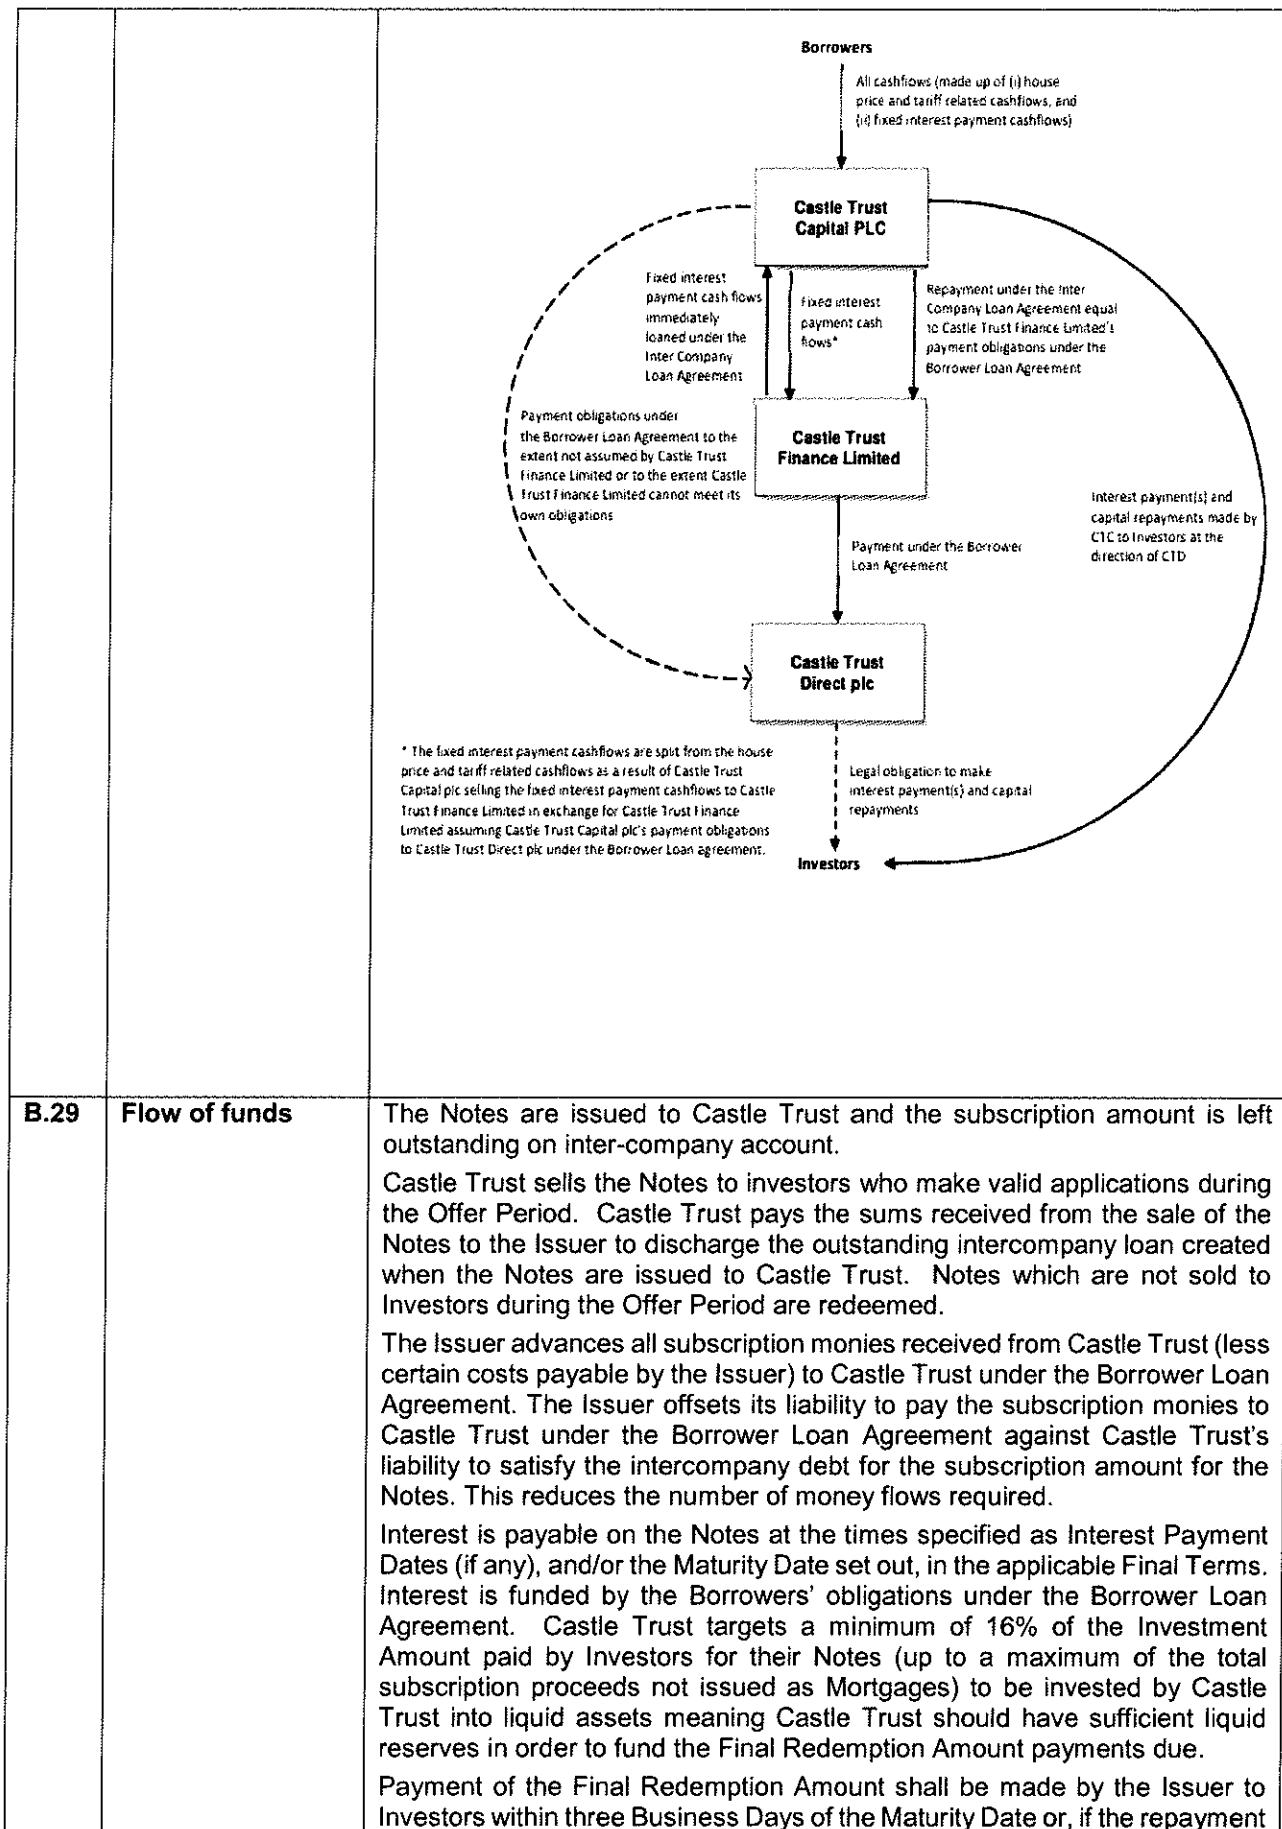 Borrowers
All cashflows (made up of (i) house
price and tariff related cashflows, and
(ii) fixed interest payment cashflows)
Castle Trust
Capital PLC
Fixed interest
payment cash flows
immediately
loaned under the
Inter Company
Loan Agreement
Fixed interest
payment cash
flows*
Repayment under the Inter
Company Loan Agreement equal
to Castle Trust Finance Limited's
payment obligations under the
Borrower Loan Agreement
Payment obligations under
the Borrower Loan Agreement to the
extent not assumed by Castle Trust
Finance Limited or to the extent Castle
Trust Finance Limited cannot meet its
own obligations
Castle Trust
Finance Limited
Interest payment(s) and
capital repayments made by
CTC to Investors at the
direction of CTD
Payment under the Borrower
Loan Agreement
Castle Trust
Direct plc
* The fixed interest payment cashflows are split from the house
price and tariff related cashflows as a result of Castle Trust
Capital plc selling the fixed interest payment cashflows to Castle
Trust Finance Limited in exchange for Castle Trust Finance
Limited assuming Castle Trust Capital plc's payment obligations
to Castle Trust Direct plc under the Borrower Loan agreement.
Legal obligation to make
interest payment(s) and capital
repayments
Investors
B.29 Flow of funds
The Notes are issued to Castle Trust and the subscription amount is left
outstanding on inter-company account.
Castle Trust sells the Notes to investors who make valid applications during
the Offer Period. Castle Trust pays the sums received from the sale of the
Notes to the Issuer to discharge the outstanding intercompany loan created
when the Notes are issued to Castle Trust. Notes which are not sold to
Investors during the Offer Period are redeemed.
The Issuer advances all subscription monies received from Castle Trust (less
certain costs payable by the Issuer) to Castle Trust under the Borrower Loan
Agreement. The Issuer offsets its liability to pay the subscription monies to
Castle Trust under the Borrower Loan Agreement against Castle Trust's
liability to satisfy the intercompany debt for the subscription amount for the
Notes. This reduces the number of money flows required.
Interest is payable on the Notes at the times specified as Interest Payment
Dates (if any), and/or the Maturity Date set out, in the applicable Final Terms.
Interest is funded by the Borrowers' obligations under the Borrower Loan
Agreement. Castle Trust targets a minimum of 16% of the Investment
Amount paid by Investors for their Notes (up to a maximum of the total
subscription proceeds not issued as Mortgages) to be invested by Castle
Trust into liquid assets meaning Castle Trust should have sufficient liquid
reserves in order to fund the Final Redemption Amount payments due.
Payment of the Final Redemption Amount shall be made by the Issuer to
Investors within three Business Days of the Maturity Date or, if the repayment